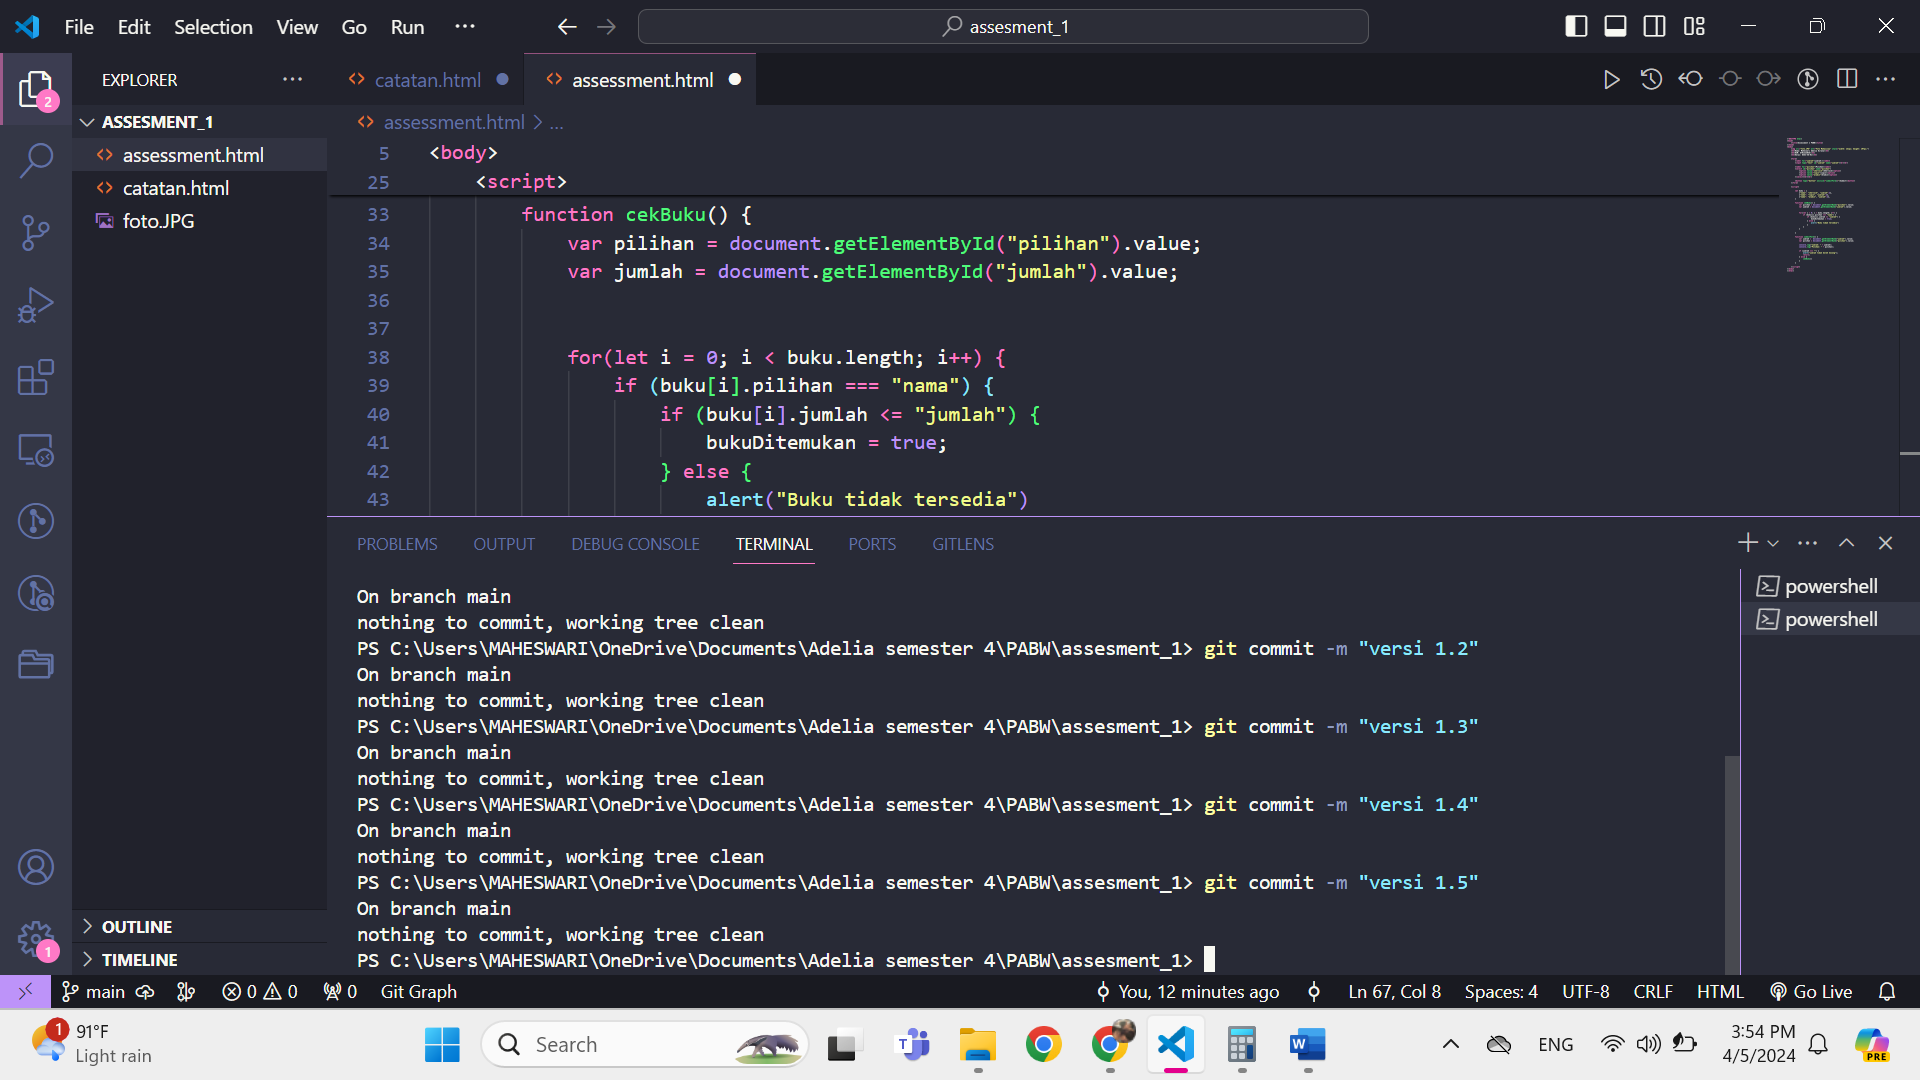 File Edit Selection View Go Run ...
assesment_1
EXPLORER ...
2
ASSESMENT_1
assessment.html
catatan.html
foto.JPG
OUTLINE
TIMELINE
1
catatan.html
assessment.html
assessment.html > ...
5 <body>
25 <script>
33 function cekBuku() {
34 var pilihan = document.getElementById("pilihan").value;
35 var jumlah = document.getElementById("jumlah").value;
36
37
38 for(let i = 0; i < buku.length; i++) {
39 if (buku[i].pilihan === "nama") {
40 if (buku[i].jumlah <= "jumlah") {
41 bukuDitemukan = true;
42 } else {
43 alert("Buku tidak tersedia")
PROBLEMS OUTPUT DEBUG CONSOLE TERMINAL PORTS GITLENS
On branch main
nothing to commit, working tree clean
PS C:\Users\MAHESWARI\OneDrive\Documents\Adelia semester 4\PABW\assesment_1> git commit -m "versi 1.2"
On branch main
nothing to commit, working tree clean
PS C:\Users\MAHESWARI\OneDrive\Documents\Adelia semester 4\PABW\assesment_1> git commit -m "versi 1.3"
On branch main
nothing to commit, working tree clean
PS C:\Users\MAHESWARI\OneDrive\Documents\Adelia semester 4\PABW\assesment_1> git commit -m "versi 1.4"
On branch main
nothing to commit, working tree clean
PS C:\Users\MAHESWARI\OneDrive\Documents\Adelia semester 4\PABW\assesment_1> git commit -m "versi 1.5"
On branch main
nothing to commit, working tree clean
PS C:\Users\MAHESWARI\OneDrive\Documents\Adelia semester 4\PABW\assesment_1>
powershell
powershell
main 0 0 0 Git Graph You, 12 minutes ago Ln 67, Col 8 Spaces: 4 UTF-8 CRLF HTML Go Live
1
91°F
Light rain
Search
ENG
3:54 PM
4/5/2024
PRE